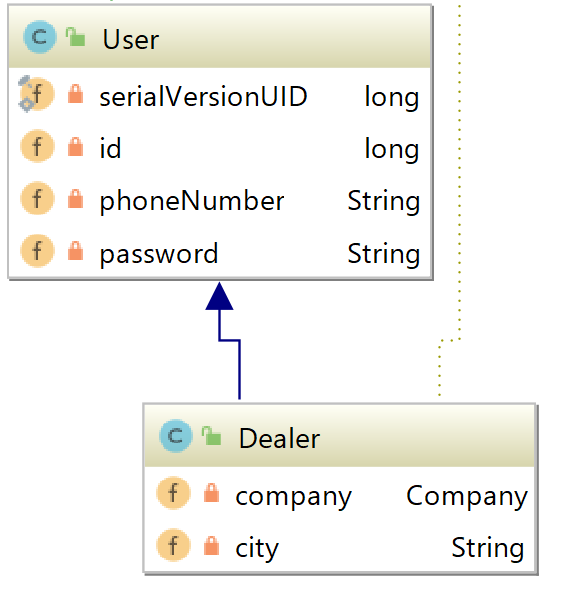 C User
f serialVersionUID long
f id long
f phoneNumber String
f password String
C Dealer
f company Company
f city String